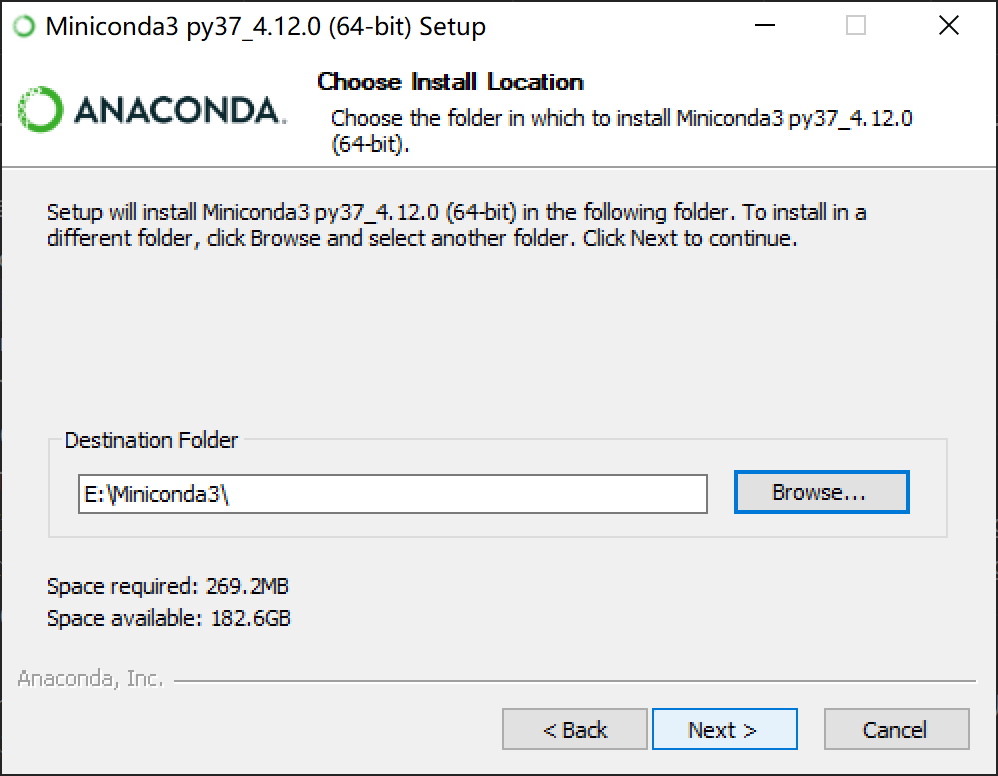 Miniconda3 py37_4.12.0 (64-bit) Setup
ANACONDA.
Choose Install Location
Choose the folder in which to install Miniconda3 py37_4.12.0
(64-bit).
Setup will install Miniconda3 py37_4.12.0 (64-bit) in the following folder. To install in a
different folder, click Browse and select another folder. Click Next to continue.
Destination Folder
E:\Miniconda3\
Browse...
Space required: 269.2MB
Space available: 182.6GB
Anaconda, Inc.
< Back
Next >
Cancel